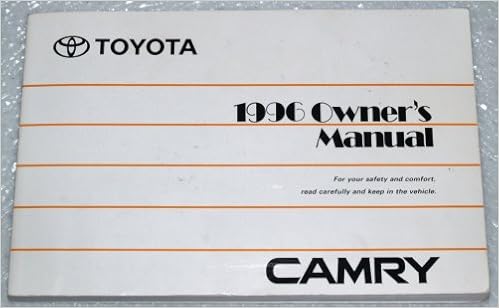 TOYOTA
1996 Owner's
Manual
For your safety and comfort,
read carefully and keep in the vehicle.
CAMRY